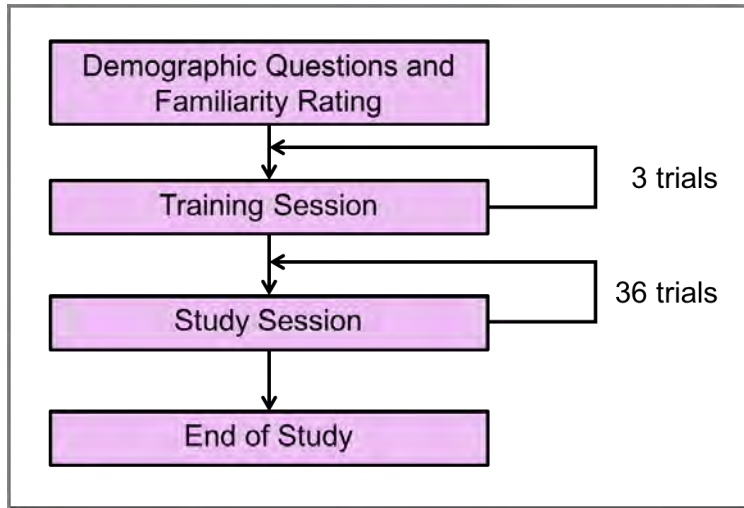 Demographic Questions and
Familiarity Rating
3 trials
Training Session
36 trials
Study Session
End of Study